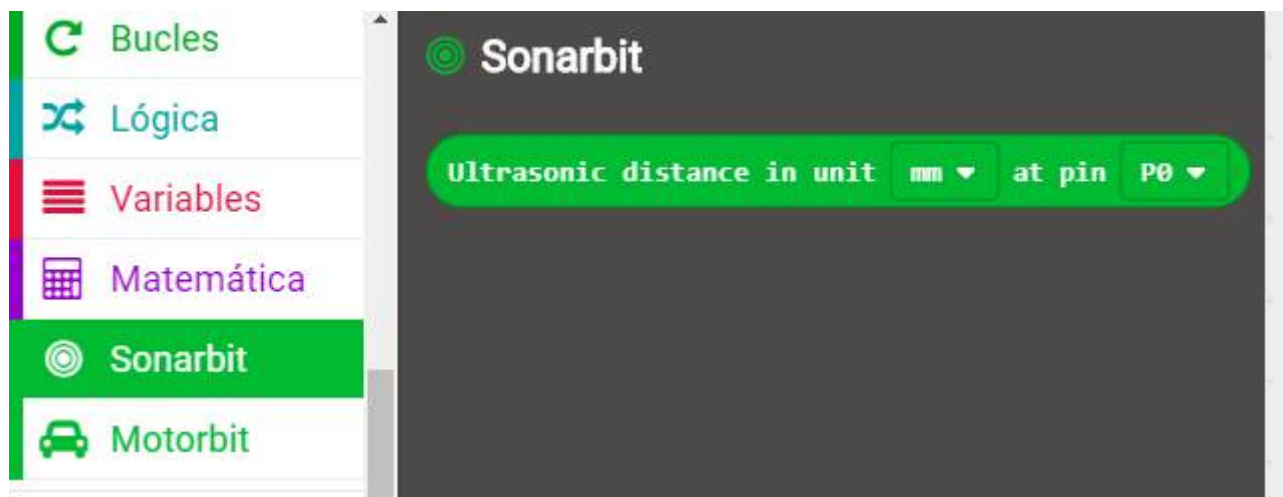 Bucles
Lógica
Variables
Matemática
Sonarbit
Motorbit
Sonarbit
Ultrasonic distance in unit mm at pin P0